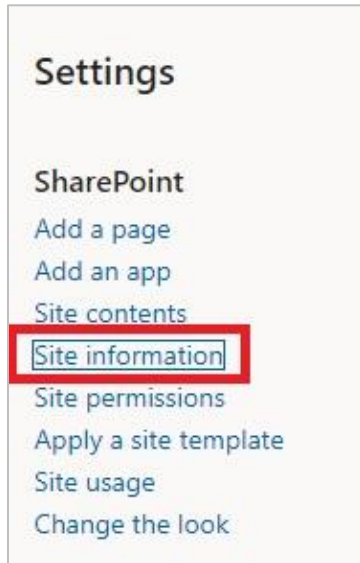 Settings
SharePoint
Add a page
Add an app
Site contents
Site information
Site permissions
Apply a site template
Site usage
Change the look